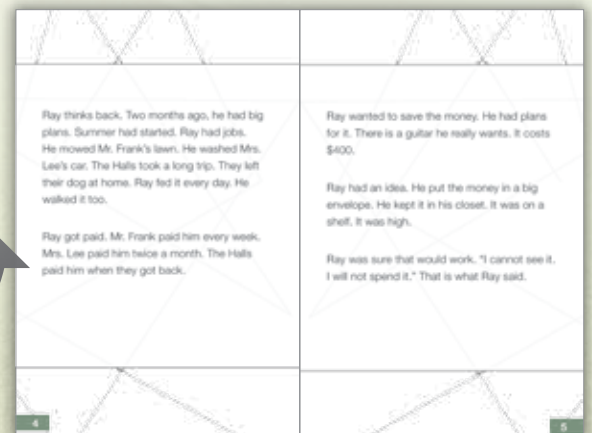 Ray thinks back. Two months ago, he had big
plans. Summer had started. Ray had jobs.
He mowed Mr. Frank's lawn. He washed Mrs.
Lee's car. The Halls took a long trip. They left
their dog at home. Ray fed it every day. He
walked it too.
Ray got paid. Mr. Frank paid him every week.
Mrs. Lee paid him twice a month. The Halls
paid him when they got back.
4
Ray wanted to save the money. He had plans
for it. There is a guitar he really wants. It costs
$400.
Ray had an idea. He put the money in a big
envelope. He kept it in his closet. It was on a
shelf. It was high.
Ray was sure that would work. "I cannot see it.
I will not spend it." That is what Ray said.
5